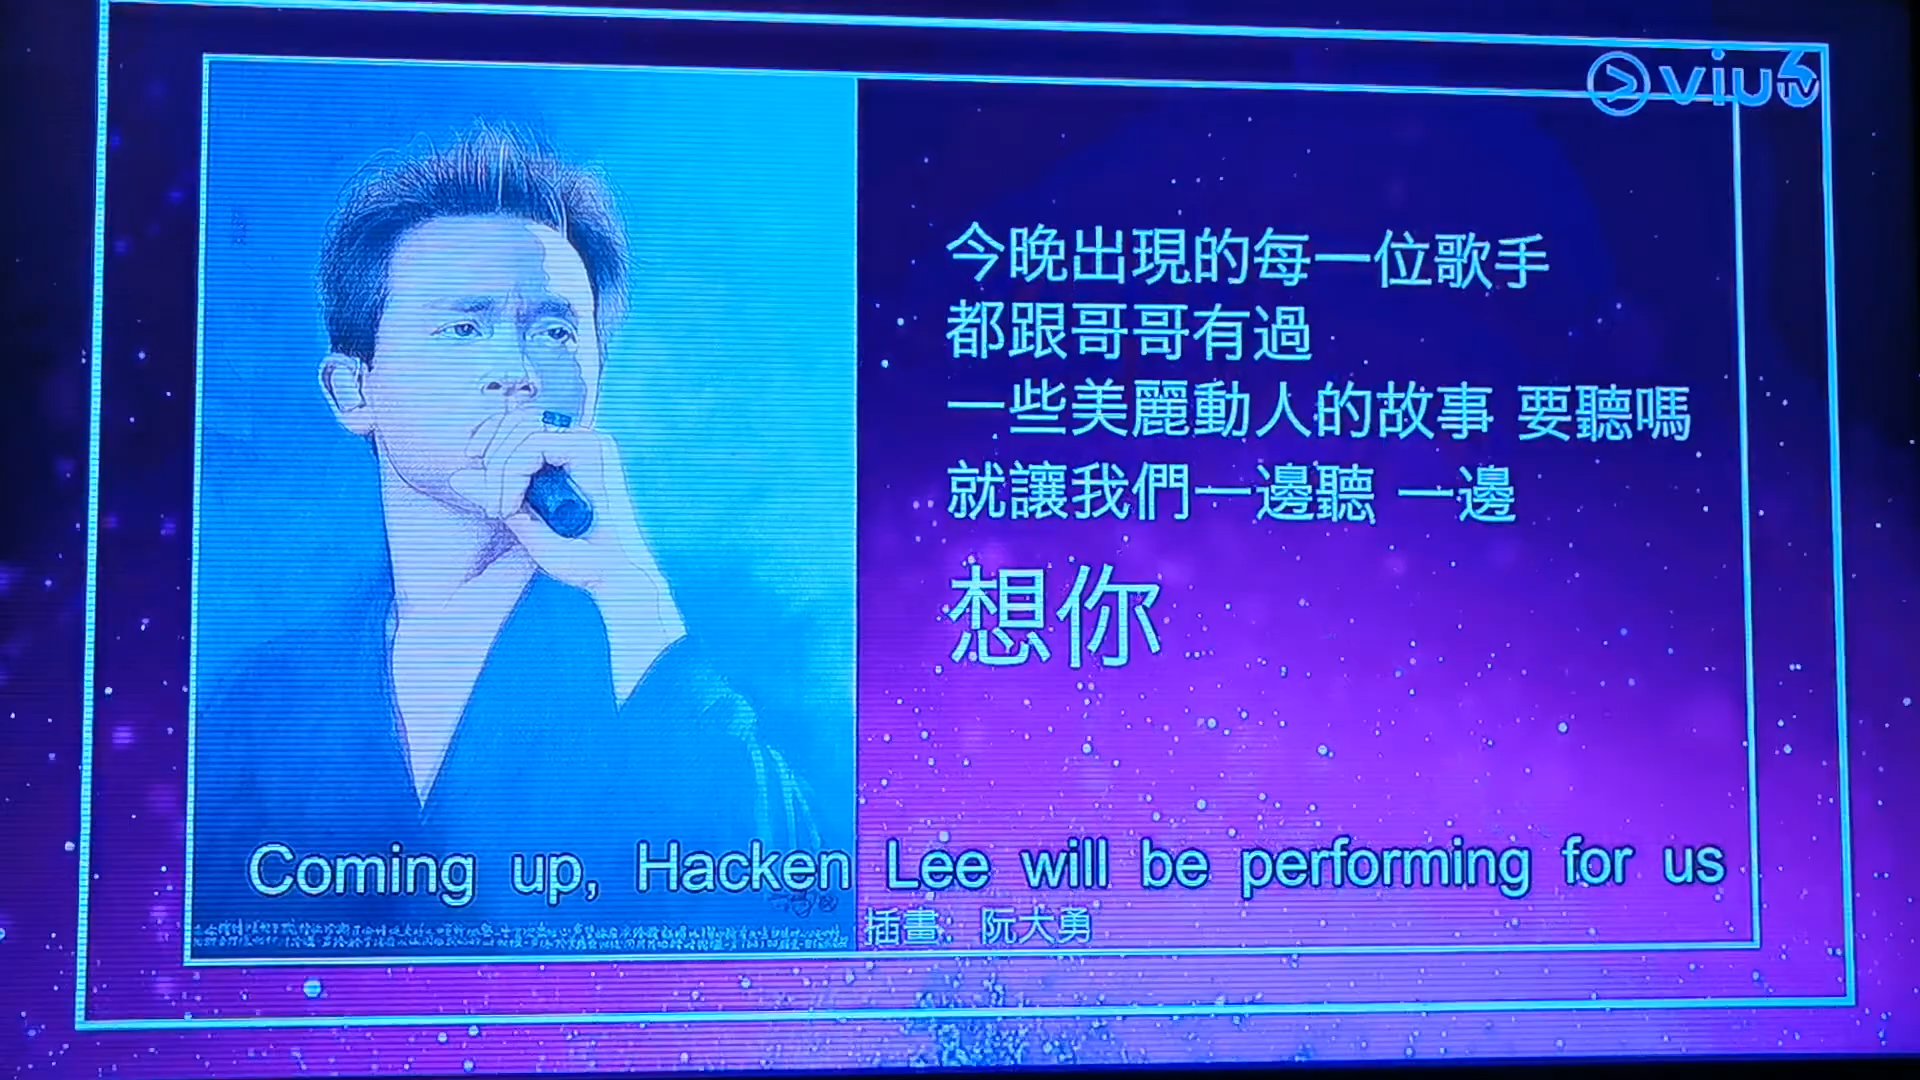 viuTV
今晚出現的每一位歌手
都跟哥哥有過
一些美麗動人的故事 要聽嗎
就讓我們一邊聽 一邊
想你
Coming up, Hacken Lee will be performing for us
插畫：阮大勇